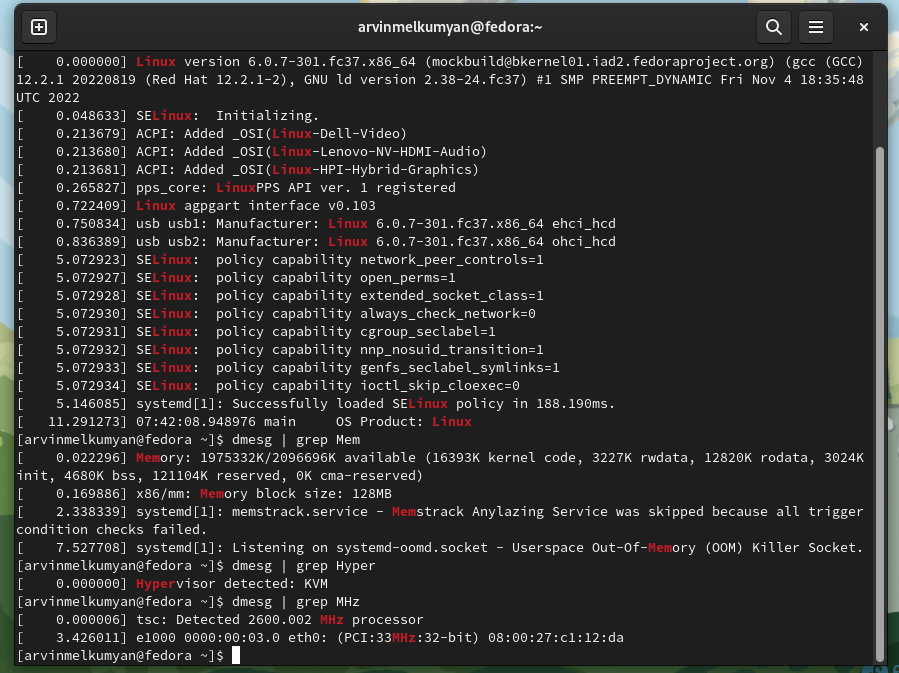 arvinmelkumyan@fedora:~
[    0.000000] Linux version 6.0.7-301.fc37.x86_64 (mockbuild@bkernel01.iad2.fedoraproject.org) (gcc (GCC)
12.2.1 20220819 (Red Hat 12.2.1-2), GNU ld version 2.38-24.fc37) #1 SMP PREEMPT_DYNAMIC Fri Nov 4 18:35:48
UTC 2022
[    0.048633] SELinux:  Initializing.
[    0.213679] ACPI: Added _OSI(Linux-Dell-Video)
[    0.213680] ACPI: Added _OSI(Linux-Lenovo-NV-HDMI-Audio)
[    0.213681] ACPI: Added _OSI(Linux-HPI-Hybrid-Graphics)
[    0.265827] pps_core: LinuxPPS API ver. 1 registered
[    0.722409] Linux agpgart interface v0.103
[    0.750834] usb usb1: Manufacturer: Linux 6.0.7-301.fc37.x86_64 ehci_hcd
[    0.836389] usb usb2: Manufacturer: Linux 6.0.7-301.fc37.x86_64 ohci_hcd
[    5.072923] SELinux:  policy capability network_peer_controls=1
[    5.072927] SELinux:  policy capability open_perms=1
[    5.072928] SELinux:  policy capability extended_socket_class=1
[    5.072930] SELinux:  policy capability always_check_network=0
[    5.072931] SELinux:  policy capability cgroup_seclabel=1
[    5.072932] SELinux:  policy capability nnp_nosuid_transition=1
[    5.072933] SELinux:  policy capability genfs_seclabel_symlinks=1
[    5.072934] SELinux:  policy capability ioctl_skip_cloexec=0
[    5.146085] systemd[1]: Successfully loaded SELinux policy in 188.190ms.
[   11.291273] 07:42:08.948976 main     OS Product: Linux
[arvinmelkumyan@fedora ~]$ dmesg | grep Mem
[    0.022296] Memory: 1975332K/2096696K available (16393K kernel code, 3227K rwdata, 12820K rodata, 3024K
init, 4680K bss, 121104K reserved, 0K cma-reserved)
[    0.169886] x86/mm: Memory block size: 128MB
[    2.338339] systemd[1]: memstrack.service - Memstrack Anylazing Service was skipped because all trigger
condition checks failed.
[    7.527708] systemd[1]: Listening on systemd-oomd.socket - Userspace Out-Of-Memory (OOM) Killer Socket.
[arvinmelkumyan@fedora ~]$ dmesg | grep Hyper
[    0.000000] Hypervisor detected: KVM
[arvinmelkumyan@fedora ~]$ dmesg | grep MHz
[    0.000006] tsc: Detected 2600.002 MHz processor
[    3.426011] e1000 0000:00:03.0 eth0: (PCI:33MHz:32-bit) 08:00:27:c1:12:da
[arvinmelkumyan@fedora ~]$